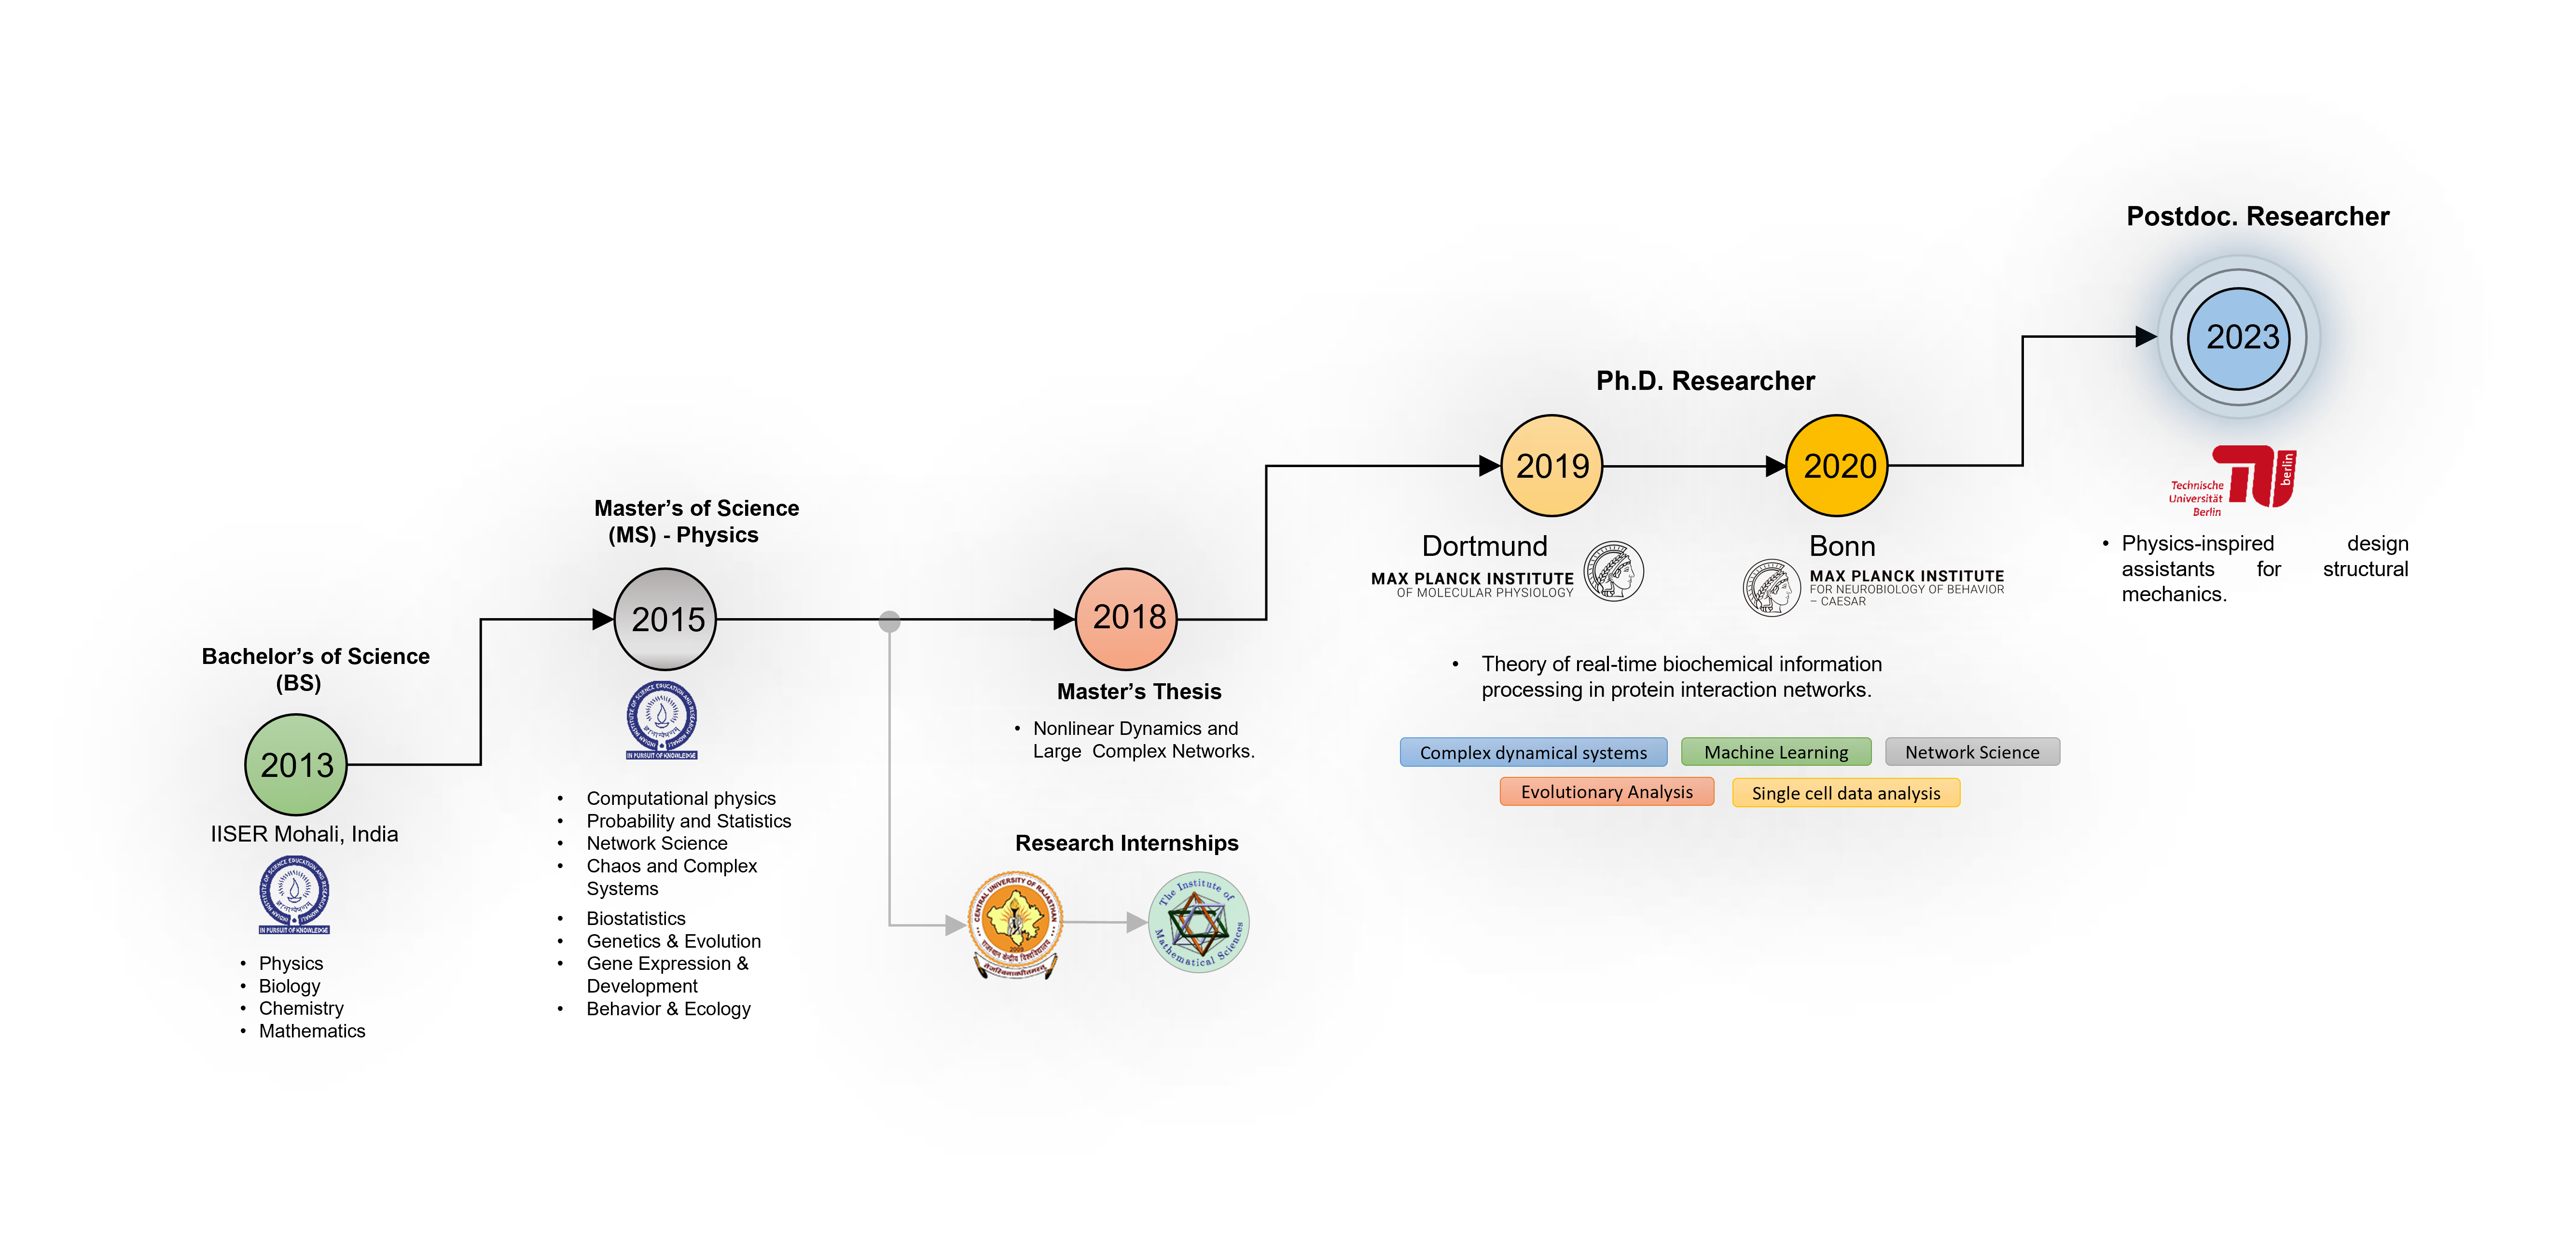 Postdoc. Researcher
2023
Technische
Universität
Berlin
berlin
• Physics-inspired design
assistants for structural
mechanics.
Ph.D. Researcher
2019
2020
Dortmund
MAX PLANCK INSTITUTE
OF MOLECULAR PHYSIOLOGY
Bonn
MAX PLANCK INSTITUTE
FOR NEUROBIOLOGY OF BEHAVIOR
– CAESAR
• Theory of real-time biochemical information
processing in protein interaction networks.
Complex dynamical systems
Machine Learning
Network Science
Evolutionary Analysis
Single cell data analysis
Master’s of Science
(MS) - Physics
2015
IN PURSUIT OF KNOWLEDGE
• Computational physics
• Probability and Statistics
• Network Science
• Chaos and Complex
Systems
• Biostatistics
• Genetics & Evolution
• Gene Expression &
Development
• Behavior & Ecology
2018
Master’s Thesis
• Nonlinear Dynamics and
Large Complex Networks.
Research Internships
CENTRAL UNIVERSITY OF RAJASTHAN
2009
The Institute of
Mathematical Sciences
Bachelor’s of Science
(BS)
2013
IISER Mohali, India
IN PURSUIT OF KNOWLEDGE
• Physics
• Biology
• Chemistry
• Mathematics